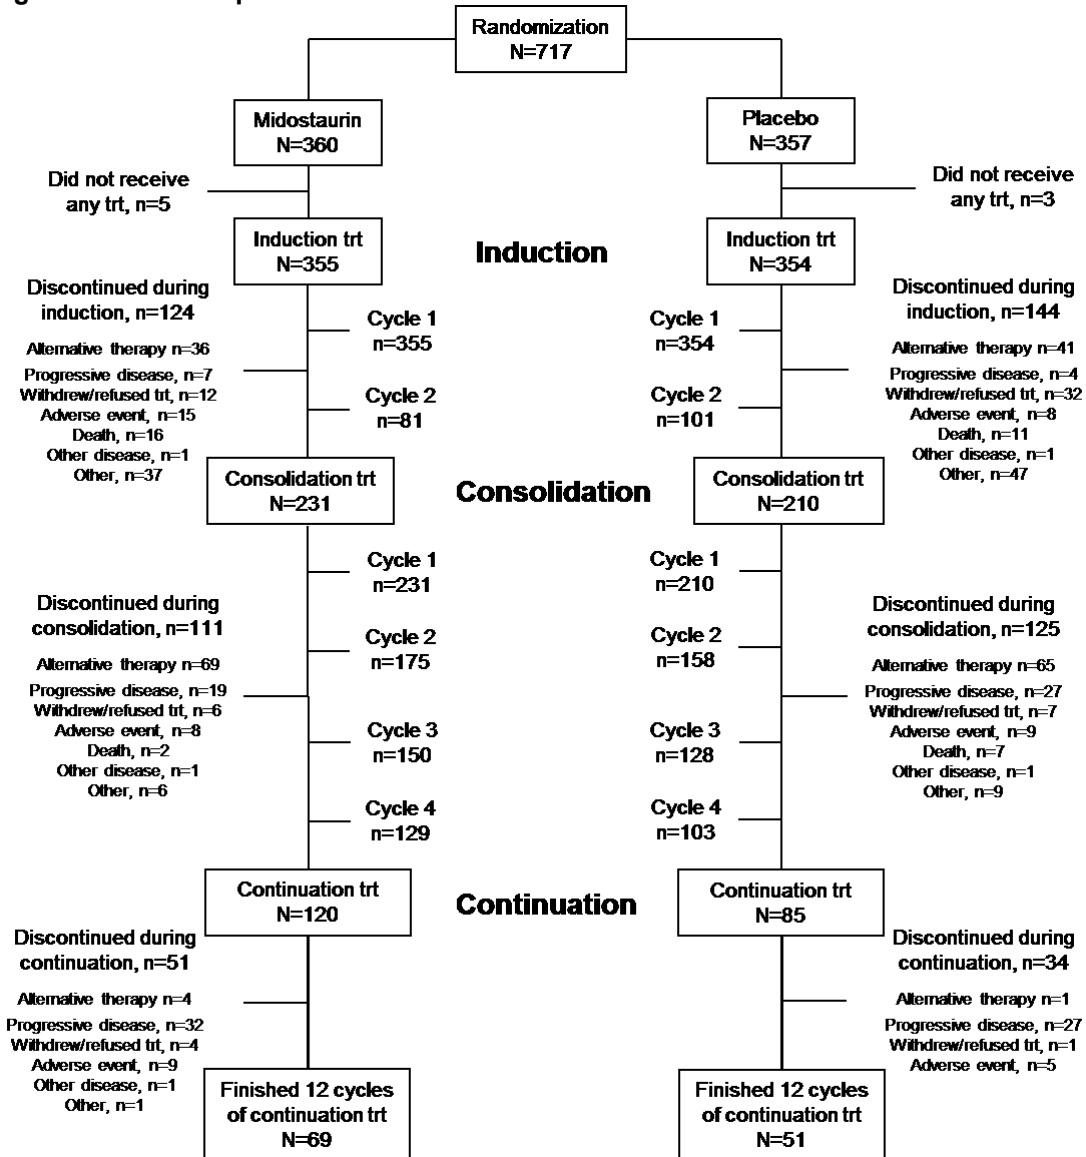 Randomization
N=717
Midostaurin
N=360
Placebo
N=357
Did not receive
any trt, n=5
Did not receive
any trt, n=3
Induction trt
N=355
Induction
Induction trt
N=354
Discontinued during
induction, n=124
Alternative therapy n=36
Progressive disease, n=7
Withdrew/refused trt, n=12
Adverse event, n=15
Death, n=16
Other disease, n=1
Other, n=37
Cycle 1
n=355
Cycle 2
n=81
Cycle 1
n=354
Cycle 2
n=101
Discontinued during
induction, n=144
Alternative therapy n=41
Progressive disease, n=4
Withdrew/refused trt, n=32
Adverse event, n=8
Death, n=11
Other disease, n=1
Other, n=47
Consolidation trt
N=231
Consolidation
Consolidation trt
N=210
Discontinued during
consolidation, n=111
Alternative therapy n=69
Progressive disease, n=19
Withdrew/refused trt, n=6
Adverse event, n=8
Death, n=2
Other disease, n=1
Other, n=6
Cycle 1
n=231
Cycle 2
n=175
Cycle 3
n=150
Cycle 4
n=129
Cycle 1
n=210
Cycle 2
n=158
Cycle 3
n=128
Cycle 4
n=103
Discontinued during
consolidation, n=125
Alternative therapy n=65
Progressive disease, n=27
Withdrew/refused trt, n=7
Adverse event, n=9
Death, n=7
Other disease, n=1
Other, n=9
Continuation trt
N=120
Continuation
Continuation trt
N=85
Discontinued during
continuation, n=51
Alternative therapy n=4
Progressive disease, n=32
Withdrew/refused trt, n=4
Adverse event, n=9
Other disease, n=1
Other, n=1
Discontinued during
continuation, n=34
Alternative therapy n=1
Progressive disease, n=27
Withdrew/refused trt, n=1
Adverse event, n=5
Finished 12 cycles
of continuation trt
N=69
Finished 12 cycles
of continuation trt
N=51